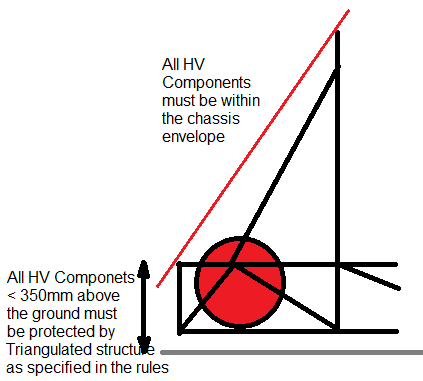 All HV
Components
must be within
the chassis
envelope
All HV Componets
< 350mm above
the ground must
be protected by
Triangulated structure
as specified in the rules